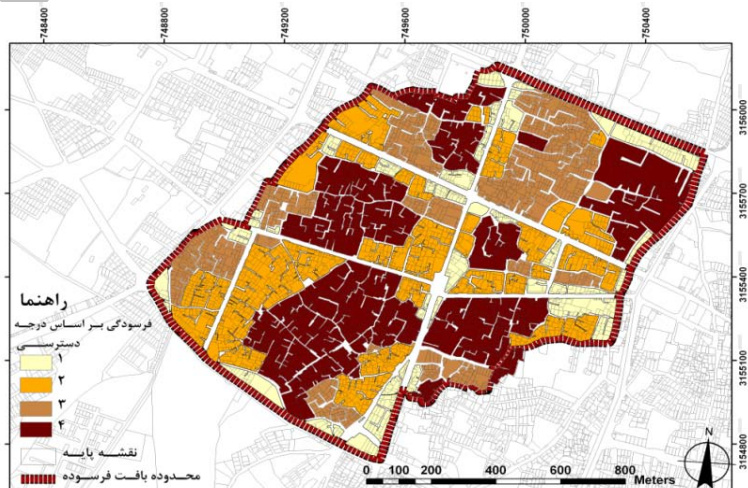 748400 748800 749200 749600 750000 750400
3156000
3155700
3155400
3155100
3154800
راهنما
فرسودگی بر اساس درجه
دسترسی
۱
۲
۳
۴
نقشه پایه
محدوده بافت فرسوده
N
0 100 200 400 600 800
Meters